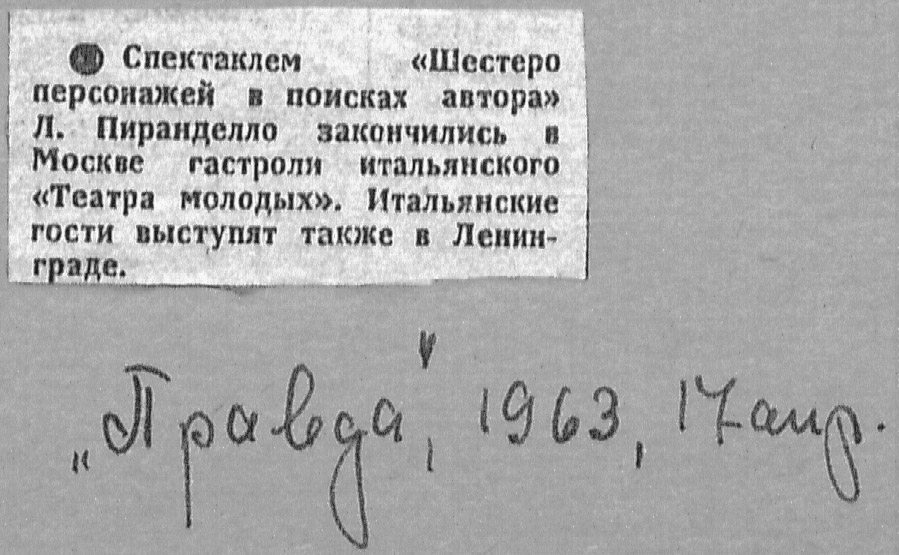 ● Спектаклем «Шестеро
персонажей в поисках автора»
Л. Пиранделло закончились в
Москве гастроли итальянского
«Театра молодых». Итальянские
гости выступят также в Ленин-
граде.
„Правда", 1963, 17 апр.